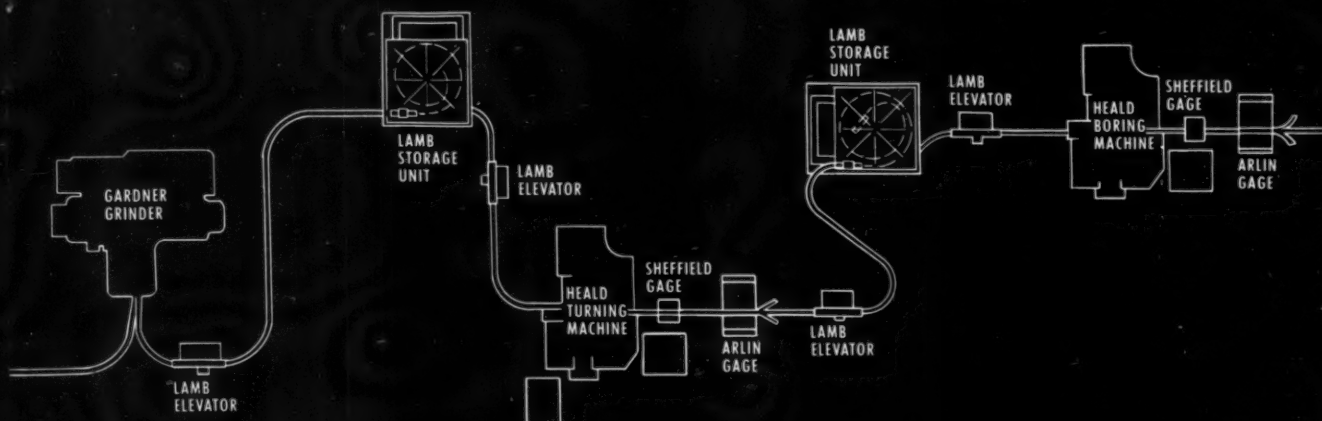 GARDNER
GRINDER
LAMB
ELEVATOR
LAMB
STORAGE
UNIT
LAMB
ELEVATOR
HEALD
TURNING
MACHINE
SHEFFIELD
GAGE
ARLIN
GAGE
LAMB
ELEVATOR
LAMB
STORAGE
UNIT
LAMB
ELEVATOR
HEALD
BORING
MACHINE
SHEFFIELD
GAGE
ARLIN
GAGE